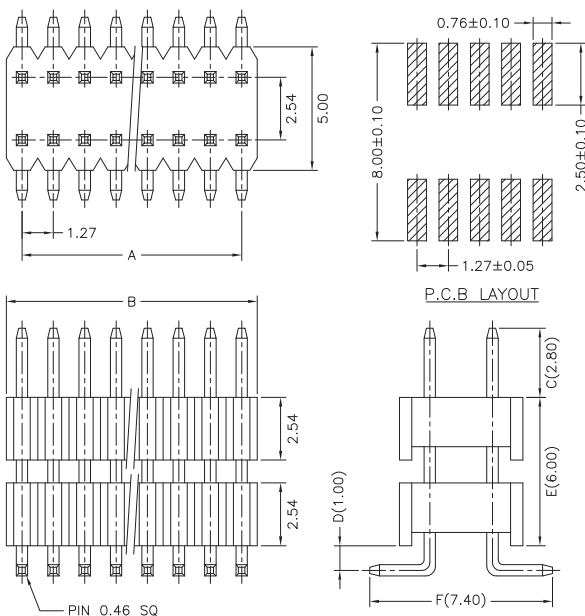 0.76±0.10
2.54
5.00
8.00±0.10
2.50±0.10
1.27
A
1.27±0.05
P.C.B LAYOUT
B
2.54
2.54
C(2.80)
E(6.00)
D(1.00)
F(7.40)
PIN 0.46 SQ